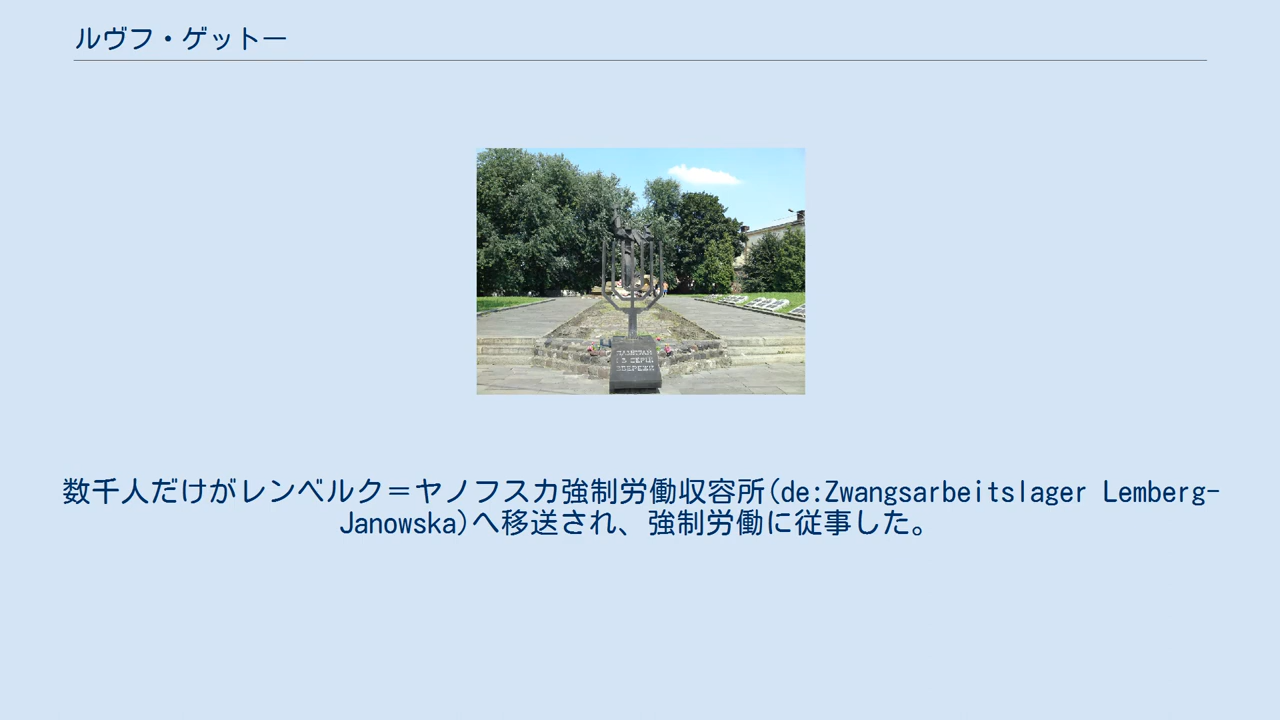 ルヴフ・ゲットー
数千人だけがレンベルク＝ヤノフスカ強制労働収容所(de:Zwangsarbeitslager Lemberg-
Janowska)へ移送され、強制労働に従事した。